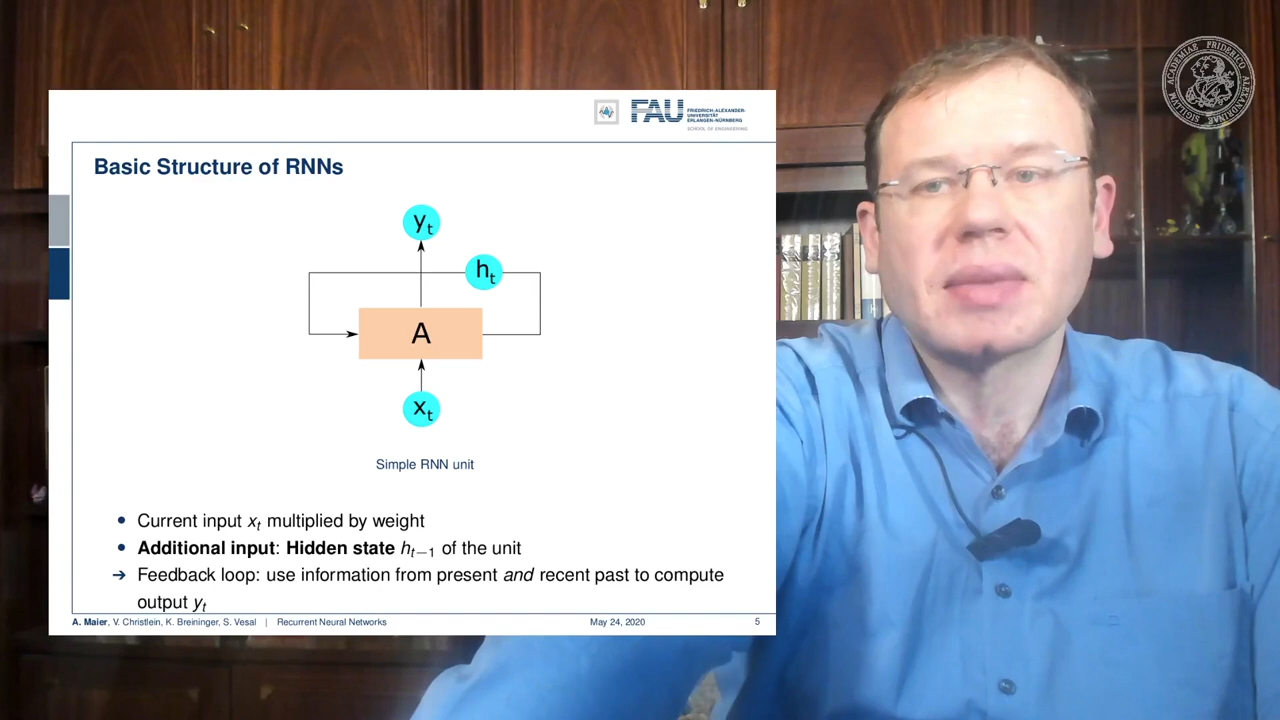 FAU
FRIEDRICH-ALEXANDER-
UNIVERSITÄT
ERLANGEN-NÜRNBERG
SCHOOL OF ENGINEERING
Basic Structure of RNNs
yt
ht
A
xt
Simple RNN unit
• Current input xt multiplied by weight
• Additional input: Hidden state ht−1 of the unit
→ Feedback loop: use information from present and recent past to compute
output yt
A. Maier, V. Christlein, K. Breininger, S. Vesal | Recurrent Neural Networks
May 24, 2020
5